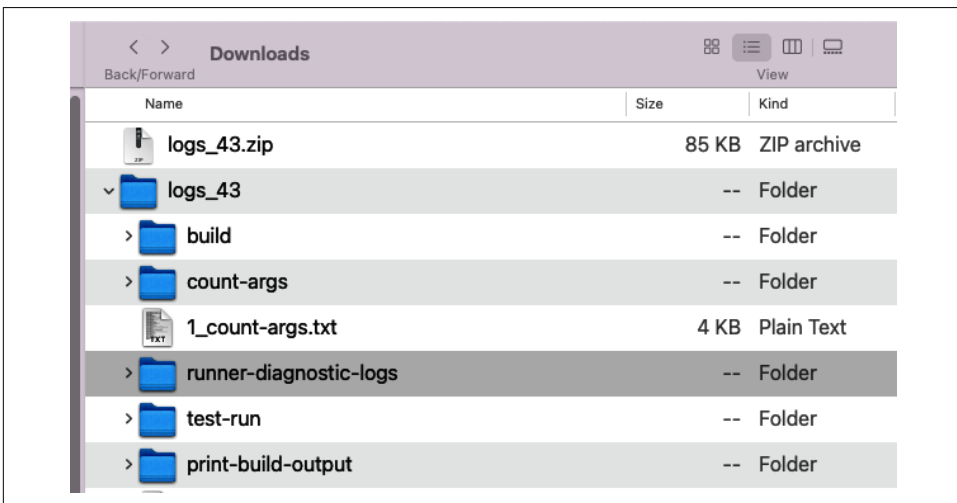 Downloads
Back/Forward
View
Name Size Kind
ZIP
logs_43.zip 85 KB ZIP archive
logs_43 -- Folder
build -- Folder
count-args -- Folder
TXT
1_count-args.txt 4 KB Plain Text
runner-diagnostic-logs -- Folder
test-run -- Folder
print-build-output -- Folder